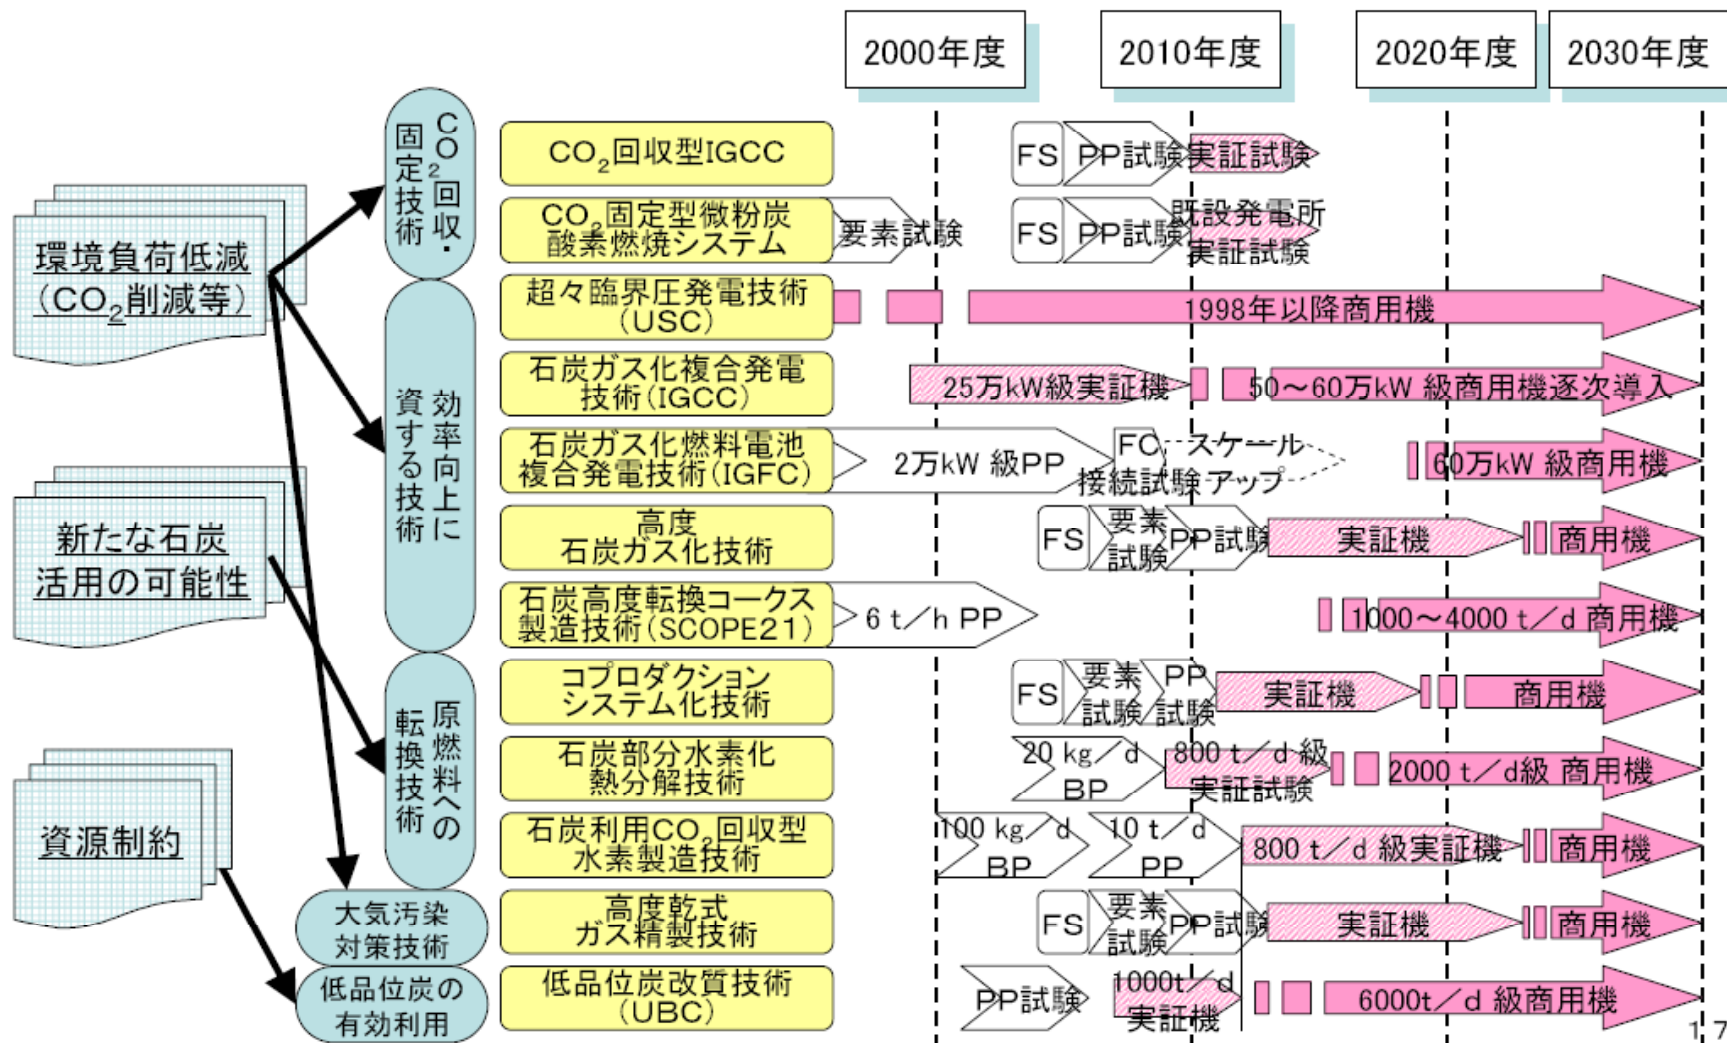 2000年度
2010年度
2020年度
2030年度
環境負荷低減
(CO₂削減等)
新たな石炭
活用の可能性
資源制約
CO₂回収・
固定技術
効率向上に
資する技術
原燃料への
転換技術
大気汚染
対策技術
低品位炭の
有効利用
CO₂回収型IGCC
FS
PP試験
実証試験
CO₂固定型微粉炭
酸素燃焼システム
要素試験
FS
PP試験
既設発電所
実証試験
超々臨界圧発電技術
(USC)
1998年以降商用機
石炭ガス化複合発電
技術(IGCC)
25万kW級実証機
50～60万kW 級商用機逐次導入
石炭ガス化燃料電池
複合発電技術(IGFC)
2万kW 級PP
FC
接続試験
スケール
アップ
60万kW 級商用機
高度
石炭ガス化技術
FS
要素
試験
PP試験
実証機
商用機
石炭高度転換コークス
製造技術(SCOPE21)
6 t/h PP
1000～4000 t/d 商用機
コプロダクション
システム化技術
FS
要素
試験
PP
試験
実証機
商用機
石炭部分水素化
熱分解技術
20 kg/d
BP
800 t/d 級
実証試験
2000 t/d級 商用機
石炭利用CO₂回収型
水素製造技術
100 kg/d
BP
10 t/d
PP
800 t/d 級実証機
商用機
高度乾式
ガス精製技術
FS
要素
試験
PP試験
実証機
商用機
低品位炭改質技術
(UBC)
PP試験
1000t/d
実証機
6000t/d 級商用機
17